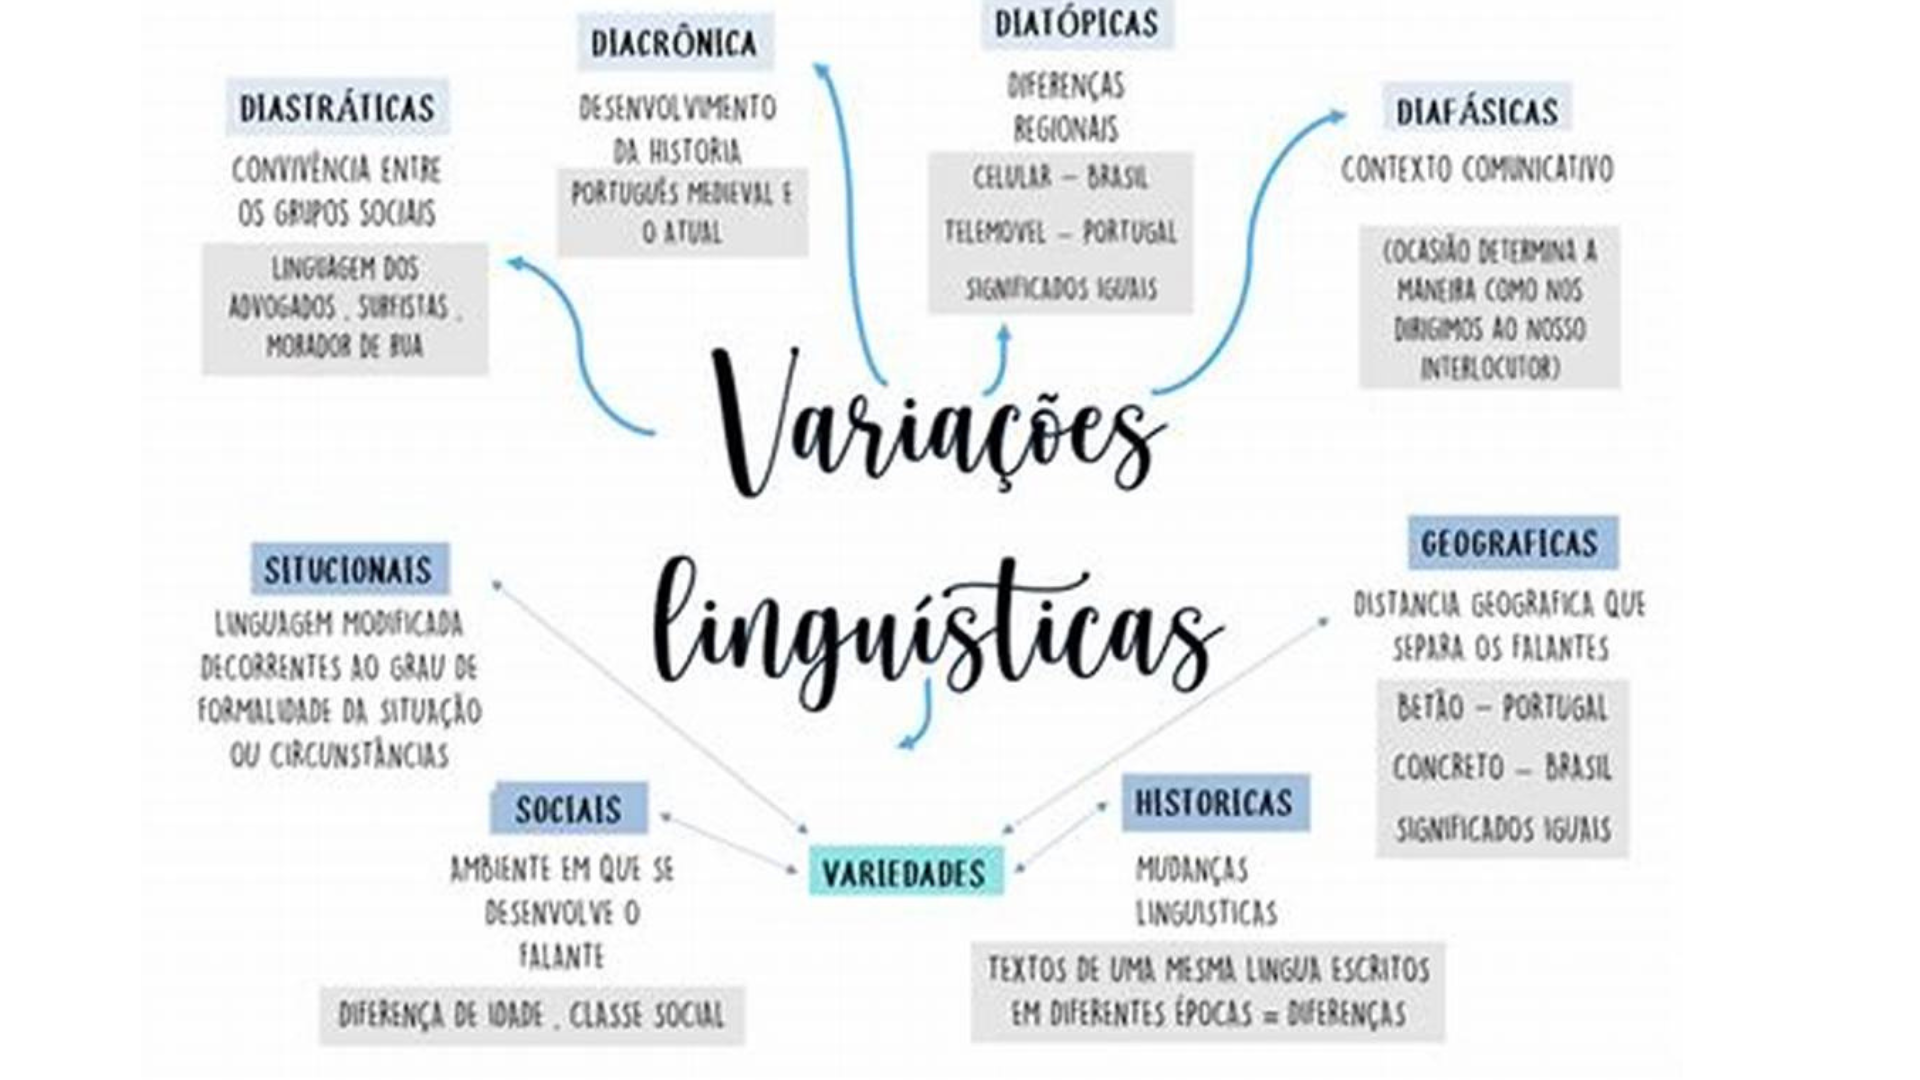 DIATÓPICAS
DIACRÔNICA
DIASTRÁTICAS
DIAFÁSICAS
CONVIVÊNCIA ENTRE
OS GRUPOS SOCIAIS
LINGUAGEM DOS
ADVOGADOS , SURFISTAS ,
MORADOR DE RUA
DESENVOLVIMENTO
DA HISTORIA
PORTUGUÊS MEDIEVAL E
O ATUAL
DIFERENÇAS
REGIONAIS
CELULAR – BRASIL
TELEMOVEL – PORTUGAL
SIGNIFICADOS IGUAIS
CONTEXTO COMUNICATIVO
(OCASIÃO DETERMINA A
MANEIRA COMO NOS
DIRIGIMOS AO NOSSO
INTERLOCUTOR)
Variações
linguísticas
SITUCIONAIS
LINGUAGEM MODIFICADA
DECORRENTES AO GRAU DE
FORMALIDADE DA SITUAÇÃO
OU CIRCUNSTÂNCIAS
GEOGRAFICAS
DISTANCIA GEOGRAFICA QUE
SEPARA OS FALANTES
BETÃO – PORTUGAL
CONCRETO – BRASIL
SIGNIFICADOS IGUAIS
SOCIAIS
AMBIENTE EM QUE SE
DESENVOLVE O
FALANTE
DIFERENÇA DE IDADE , CLASSE SOCIAL
VARIEDADES
HISTORICAS
MUDANÇAS
LINGUISTICAS
TEXTOS DE UMA MESMA LINGUA ESCRITOS
EM DIFERENTES ÉPOCAS = DIFERENÇAS